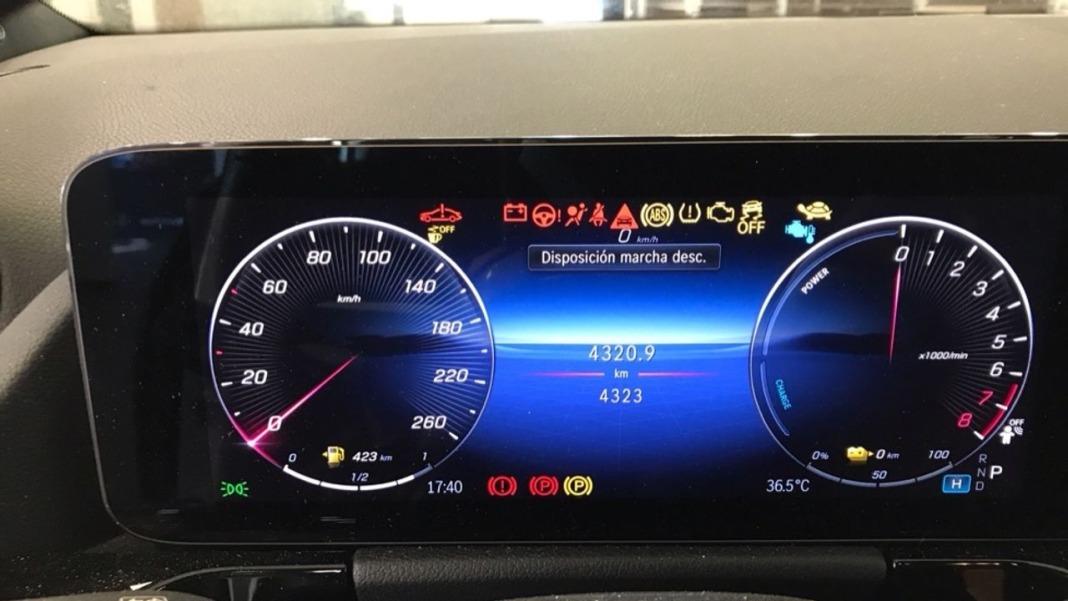 OFF
ABS
OFF
0 km/h
Disposición marcha desc.
80 100
60 140
km/h
40 180
20 220
0 260
0 423 km 1
1/2
17:40
4320.9
km
4323
P P
0 1 2 3 4 5 6 7 8
POWER
x1000/min
CHARGE
0% 0 km 100
50
36.5°C
H
OFF
R
N P
D